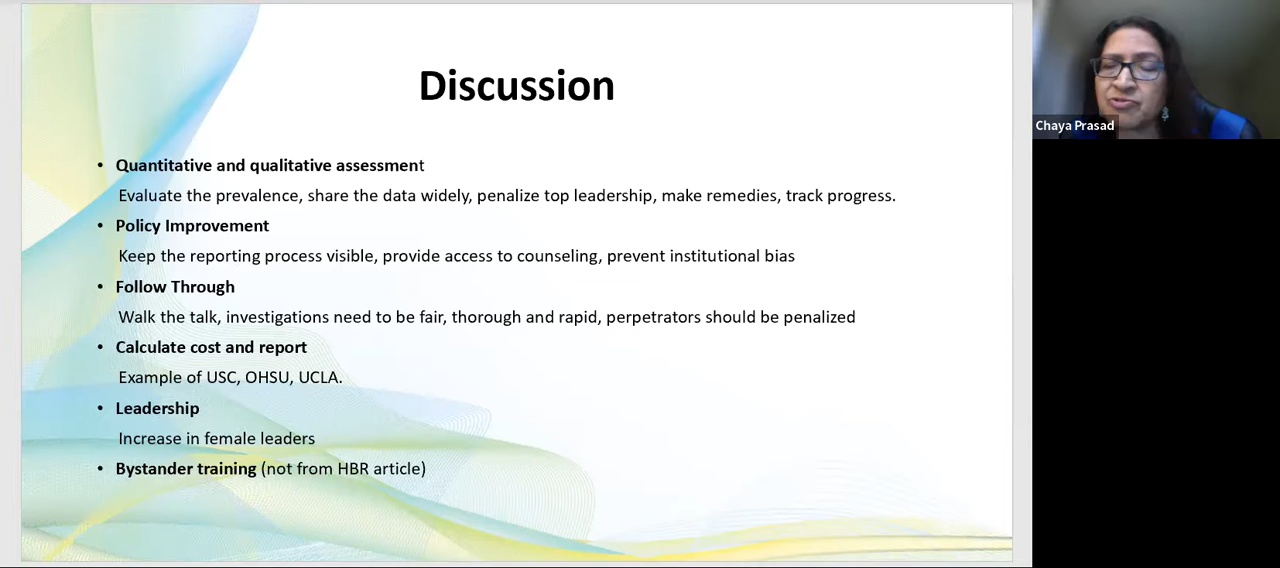 Discussion
• Quantitative and qualitative assessment
Evaluate the prevalence, share the data widely, penalize top leadership, make remedies, track progress.
• Policy Improvement
Keep the reporting process visible, provide access to counseling, prevent institutional bias
• Follow Through
Walk the talk, investigations need to be fair, thorough and rapid, perpetrators should be penalized
• Calculate cost and report
Example of USC, OHSU, UCLA.
• Leadership
Increase in female leaders
• Bystander training (not from HBR article)
Chaya Prasad